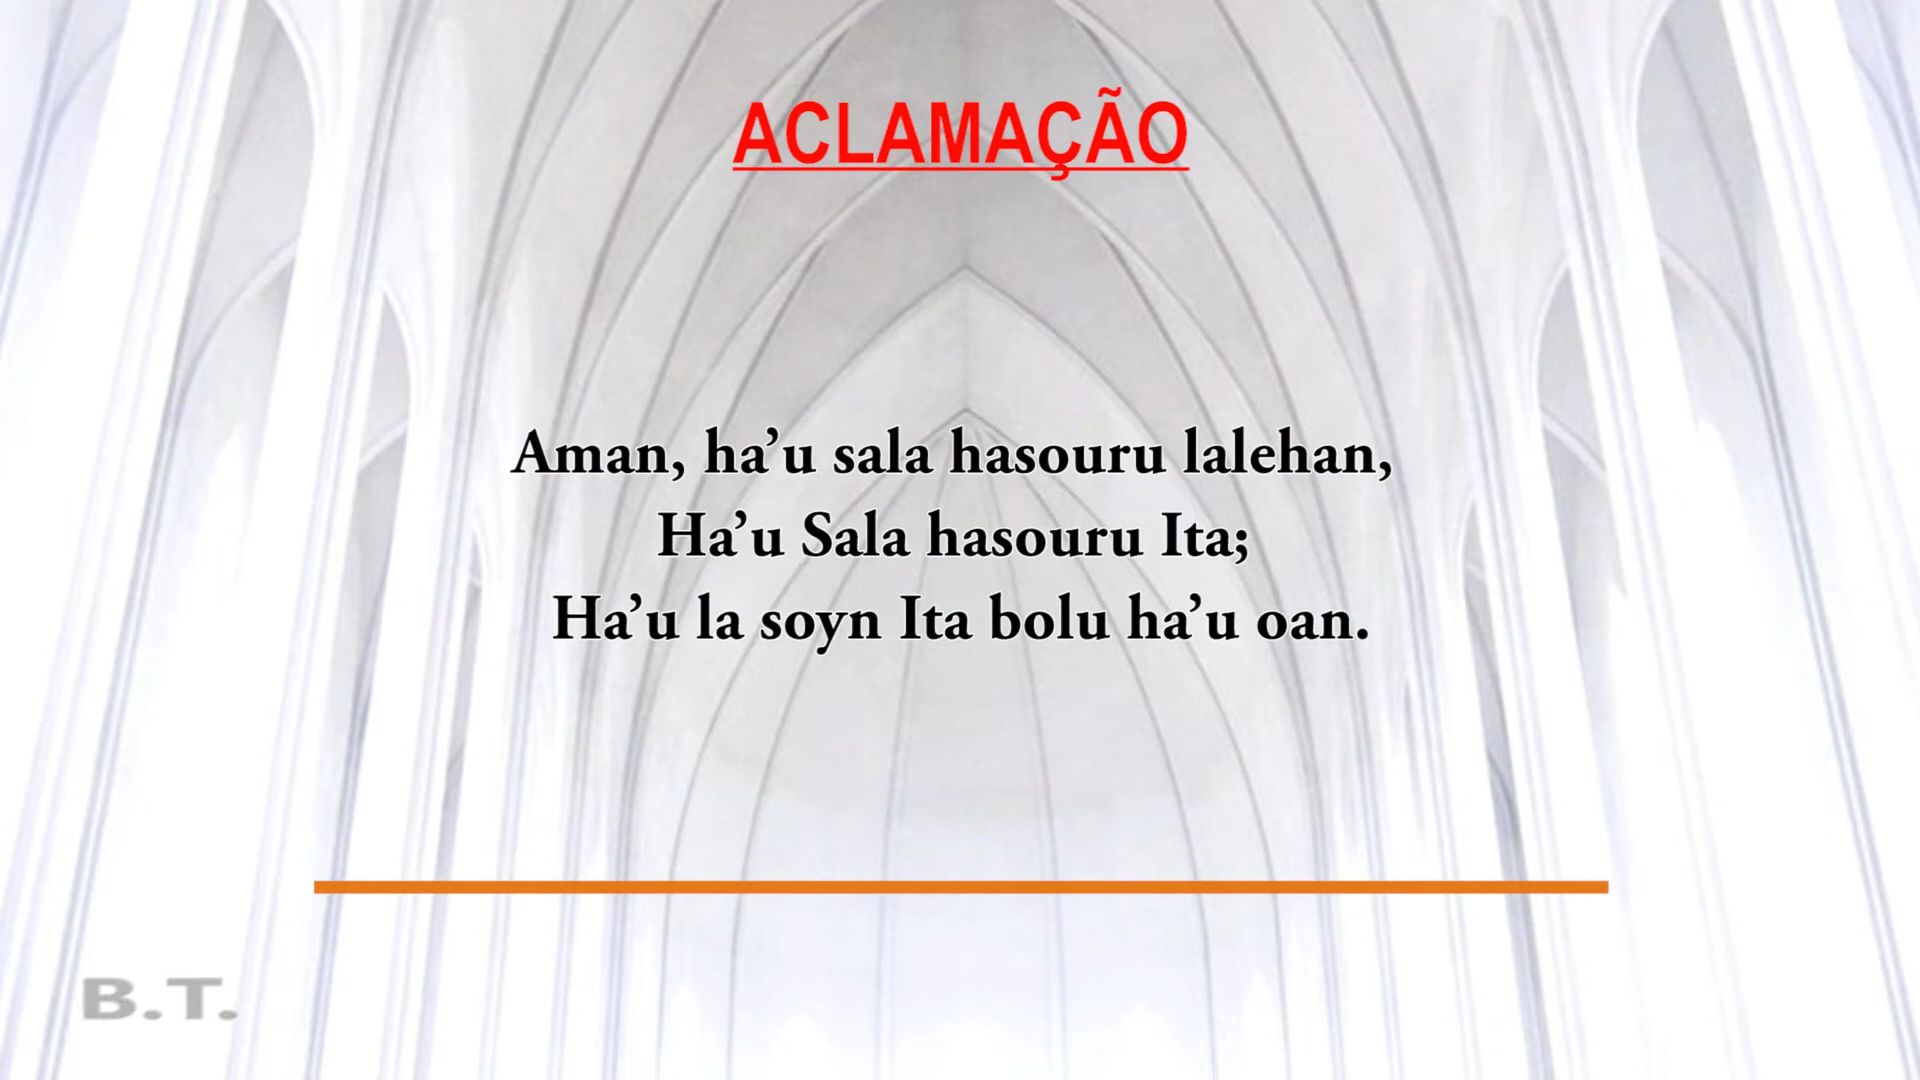 ACLAMAÇÃO
Aman, ha’u sala hasouru lalehan,
Ha’u Sala hasouru Ita;
Ha’u la soyn Ita bolu ha’u oan.
B.T.